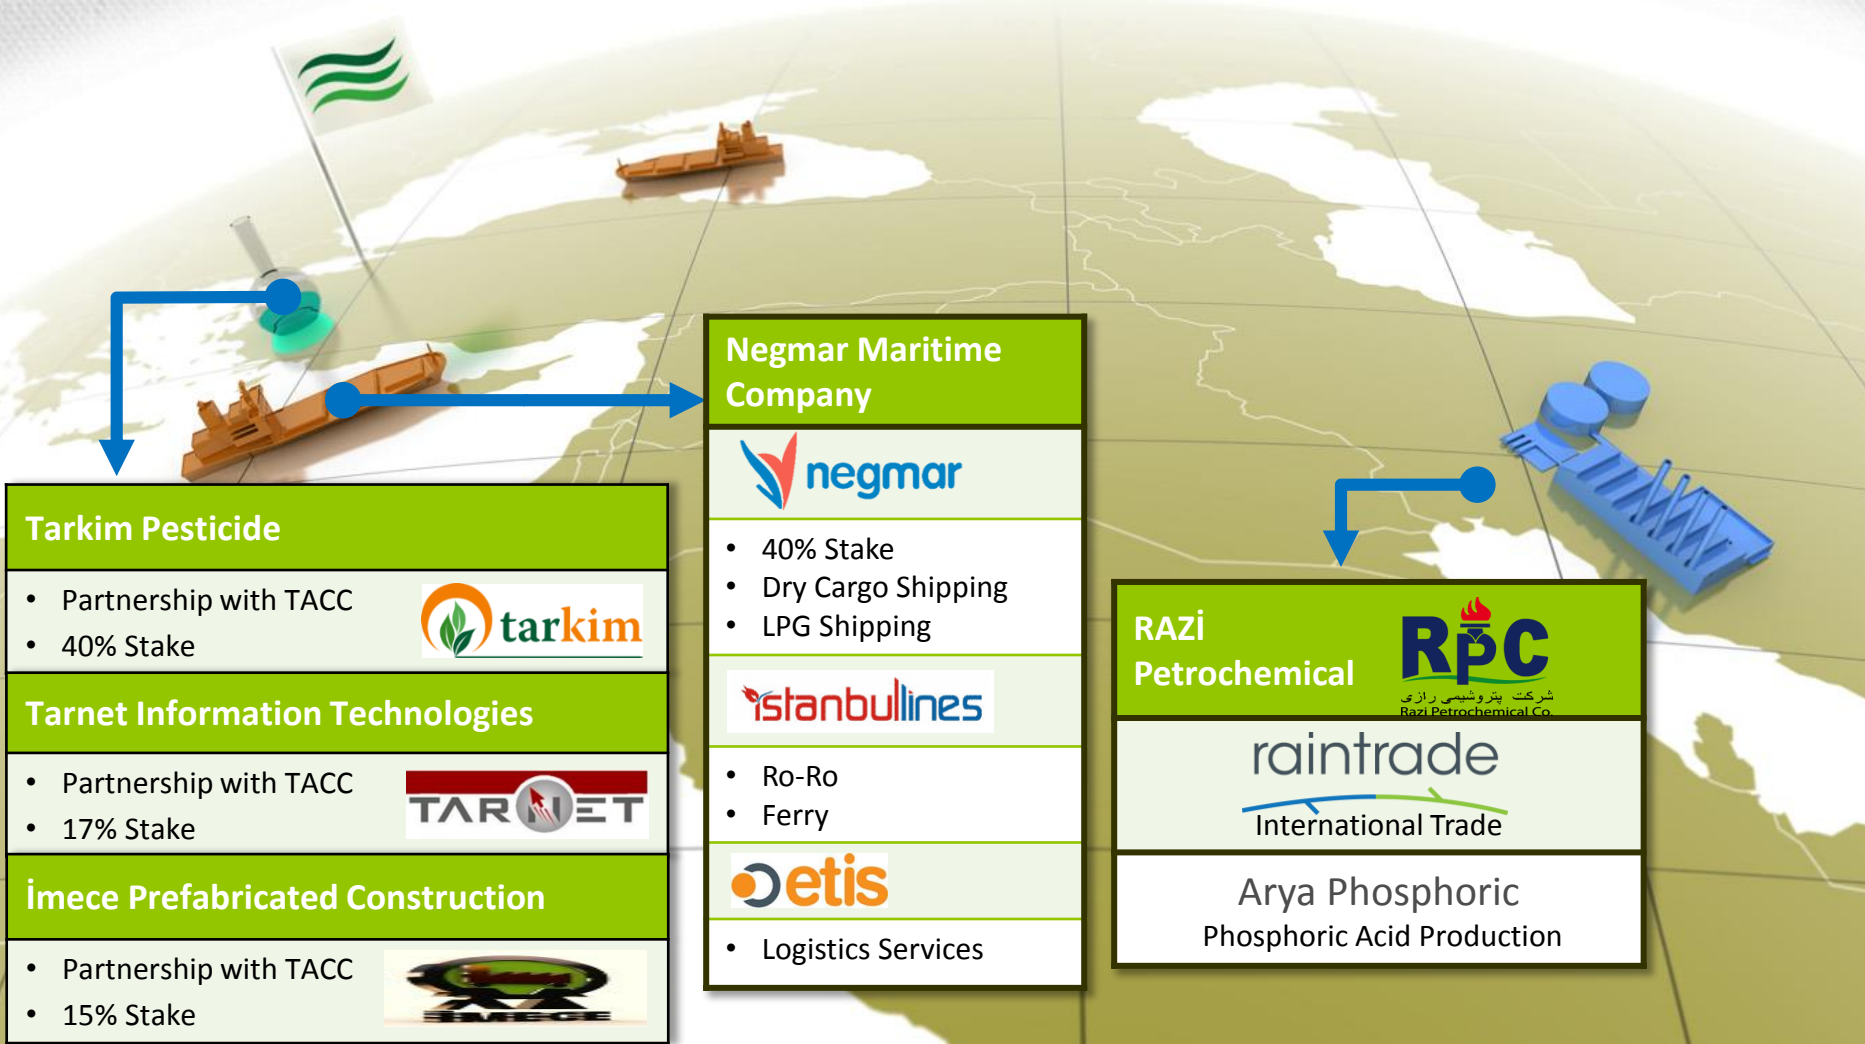 Tarkim Pesticide
• Partnership with TACC
• 40% Stake
tarkim
Tarnet Information Technologies
• Partnership with TACC
• 17% Stake
TARNET
İmece Prefabricated Construction
• Partnership with TACC
• 15% Stake
İMECE
Negmar Maritime
Company
negmar
• 40% Stake
• Dry Cargo Shipping
• LPG Shipping
istanbullines
• Ro-Ro
• Ferry
etis
• Logistics Services
RAZİ
Petrochemical
RPC
شرکت پتروشیمی رازی
Razi Petrochemical Co.
raintrade
International Trade
Arya Phosphoric
Phosphoric Acid Production